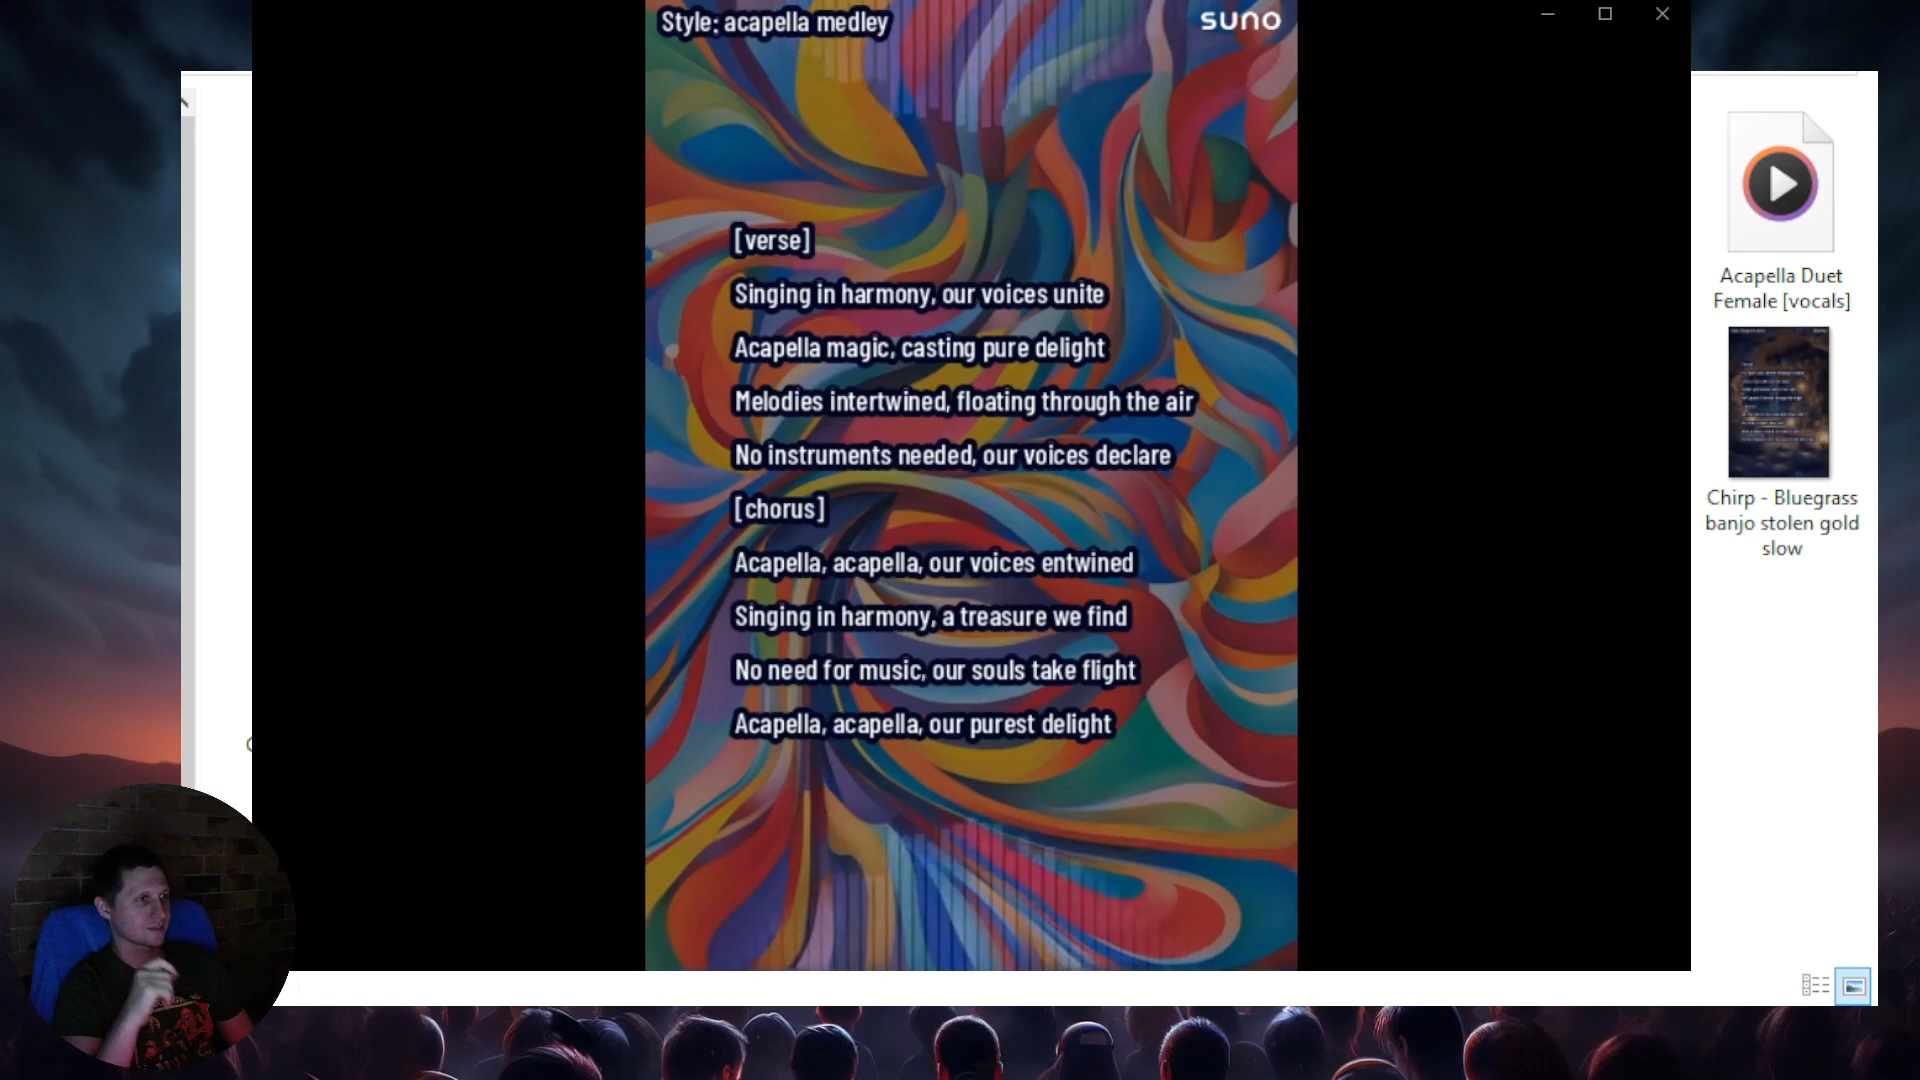 Style: acapella medley
suno
[verse]
Singing in harmony, our voices unite
Acapella magic, casting pure delight
Melodies intertwined, floating through the air
No instruments needed, our voices declare
[chorus]
Acapella, acapella, our voices entwined
Singing in harmony, a treasure we find
No need for music, our souls take flight
Acapella, acapella, our purest delight
Acapella Duet
Female [vocals]
Chirp - Bluegrass
banjo stolen gold
slow